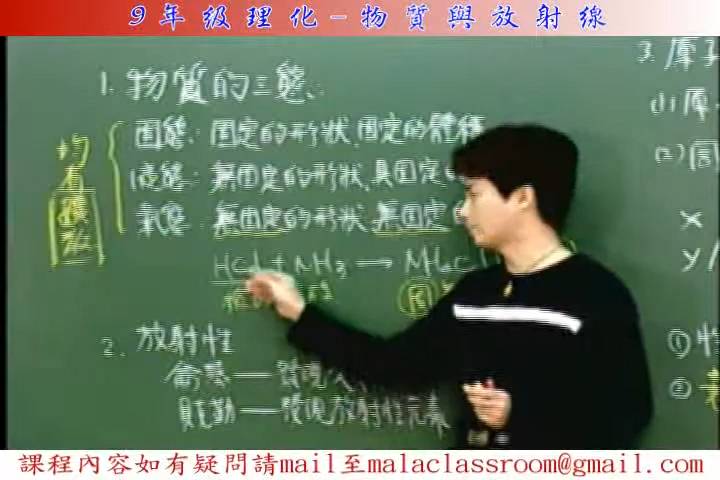 9年級理化-物質與放射線
1. 物質的三態:
固態: 固定的形狀、固定的體積
液態: 無固定的形狀、具固定
氣態: 無固定的形狀、無固定
均有擴散
HCl + NH3 → NH4Cl
固
2. 放射性
侖琴 — 發現X
貝克勒 — 發現放射性元素
3. 原子
(1) 原
(2) 同
X
Y
①
②
課程內容如有疑問請mail至malaclassroom@gmail.com